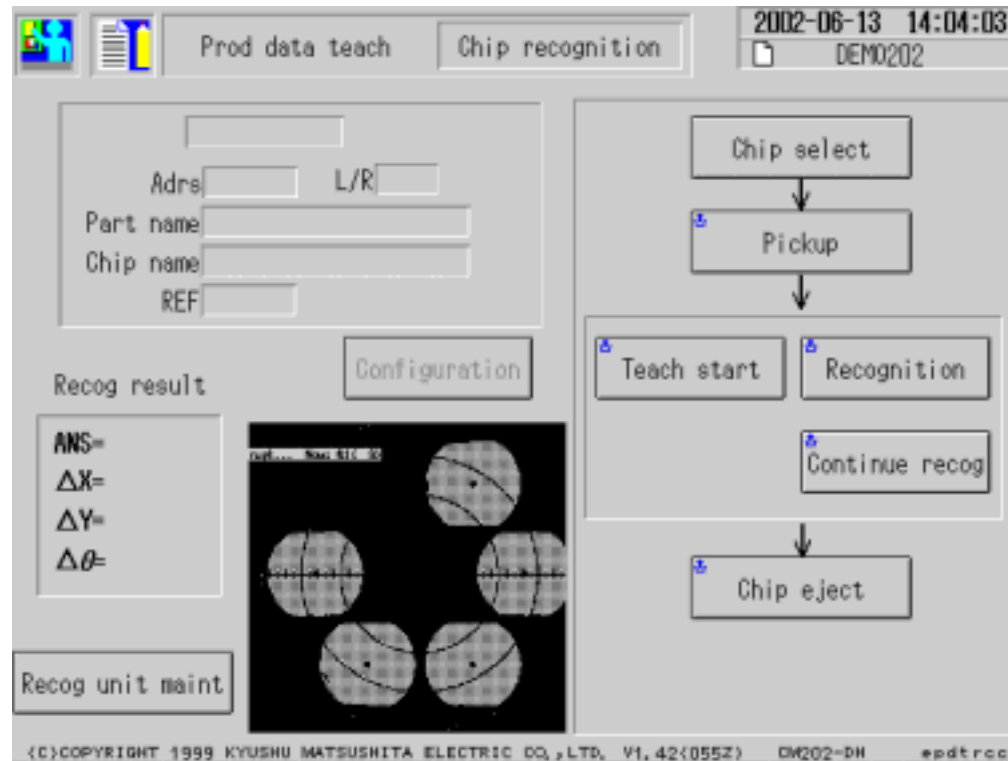 Prod data teach
Chip recognition
2002-06-13 14:04:03
DEMO202
Adrs
L/R
Part name
Chip name
REF
Configuration
Recog result
ANS=
ΔX=
ΔY=
Δθ=
Recog unit maint
Chip select
Pickup
Teach start
Recognition
Continue recog
Chip eject
(C)COPYRIGHT 1999 KYUSHU MATSUSHITA ELECTRIC CO.,LTD. V1.42(055Z) CM202-DH epdtrcc